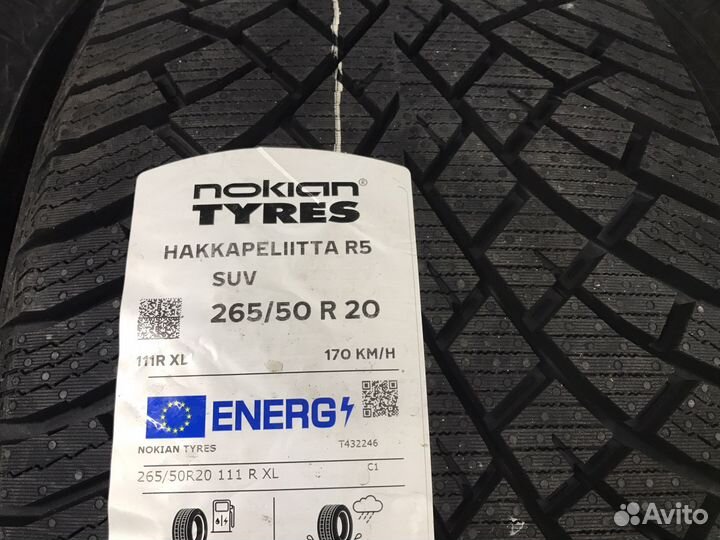 nokian®
TYRES
HAKKAPELIITTA R5
SUV
265/50 R 20
111R XL
170 KM/H
ENERG
NOKIAN TYRES
T432246
265/50R20 111 R XL
C1
Avito